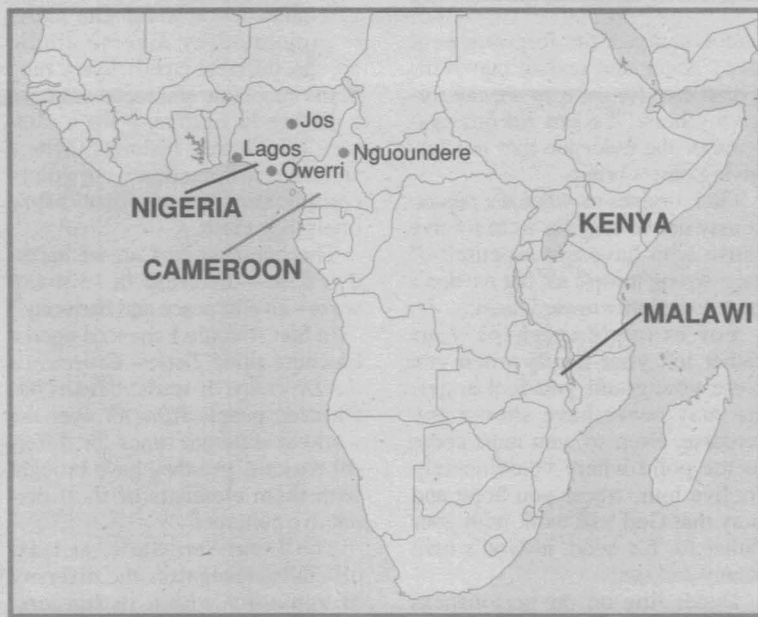 Jos
Lagos
Nguoundere
Owerri
NIGERIA
KENYA
CAMEROON
MALAWI